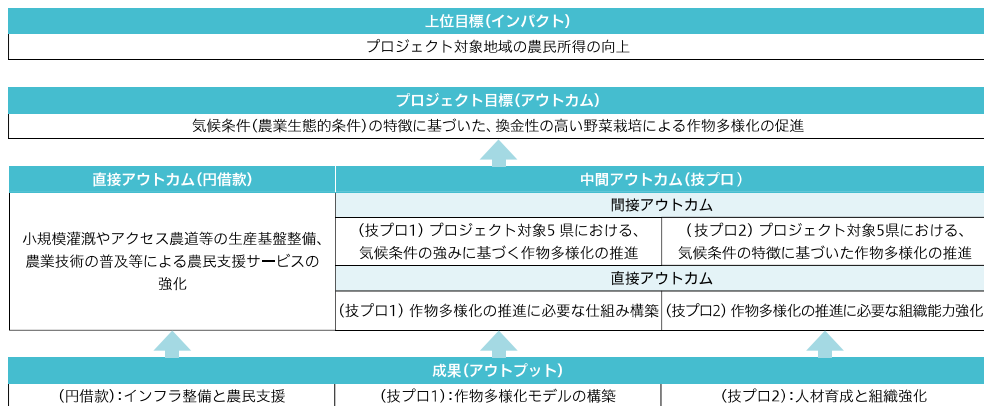 上位目標（インパクト）
プロジェクト対象地域の農民所得の向上
プロジェクト目標（アウトカム）
気候条件（農業生態的条件）の特徴に基づいた、換金性の高い野菜栽培による作物多様化の促進
直接アウトカム（円借款）
小規模灌漑やアクセス農道等の生産基盤整備、
農業技術の普及等による農民支援サービスの
強化
中間アウトカム（技プロ）
間接アウトカム
（技プロ1）プロジェクト対象5 県における、
気候条件の強みに基づく作物多様化の推進
（技プロ2）プロジェクト対象5県における、
気候条件の特徴に基づいた作物多様化の推進
直接アウトカム
（技プロ1）作物多様化の推進に必要な仕組み構築
（技プロ2）作物多様化の推進に必要な組織能力強化
成果（アウトプット）
（円借款）：インフラ整備と農民支援
（技プロ1）：作物多様化モデルの構築
（技プロ2）：人材育成と組織強化